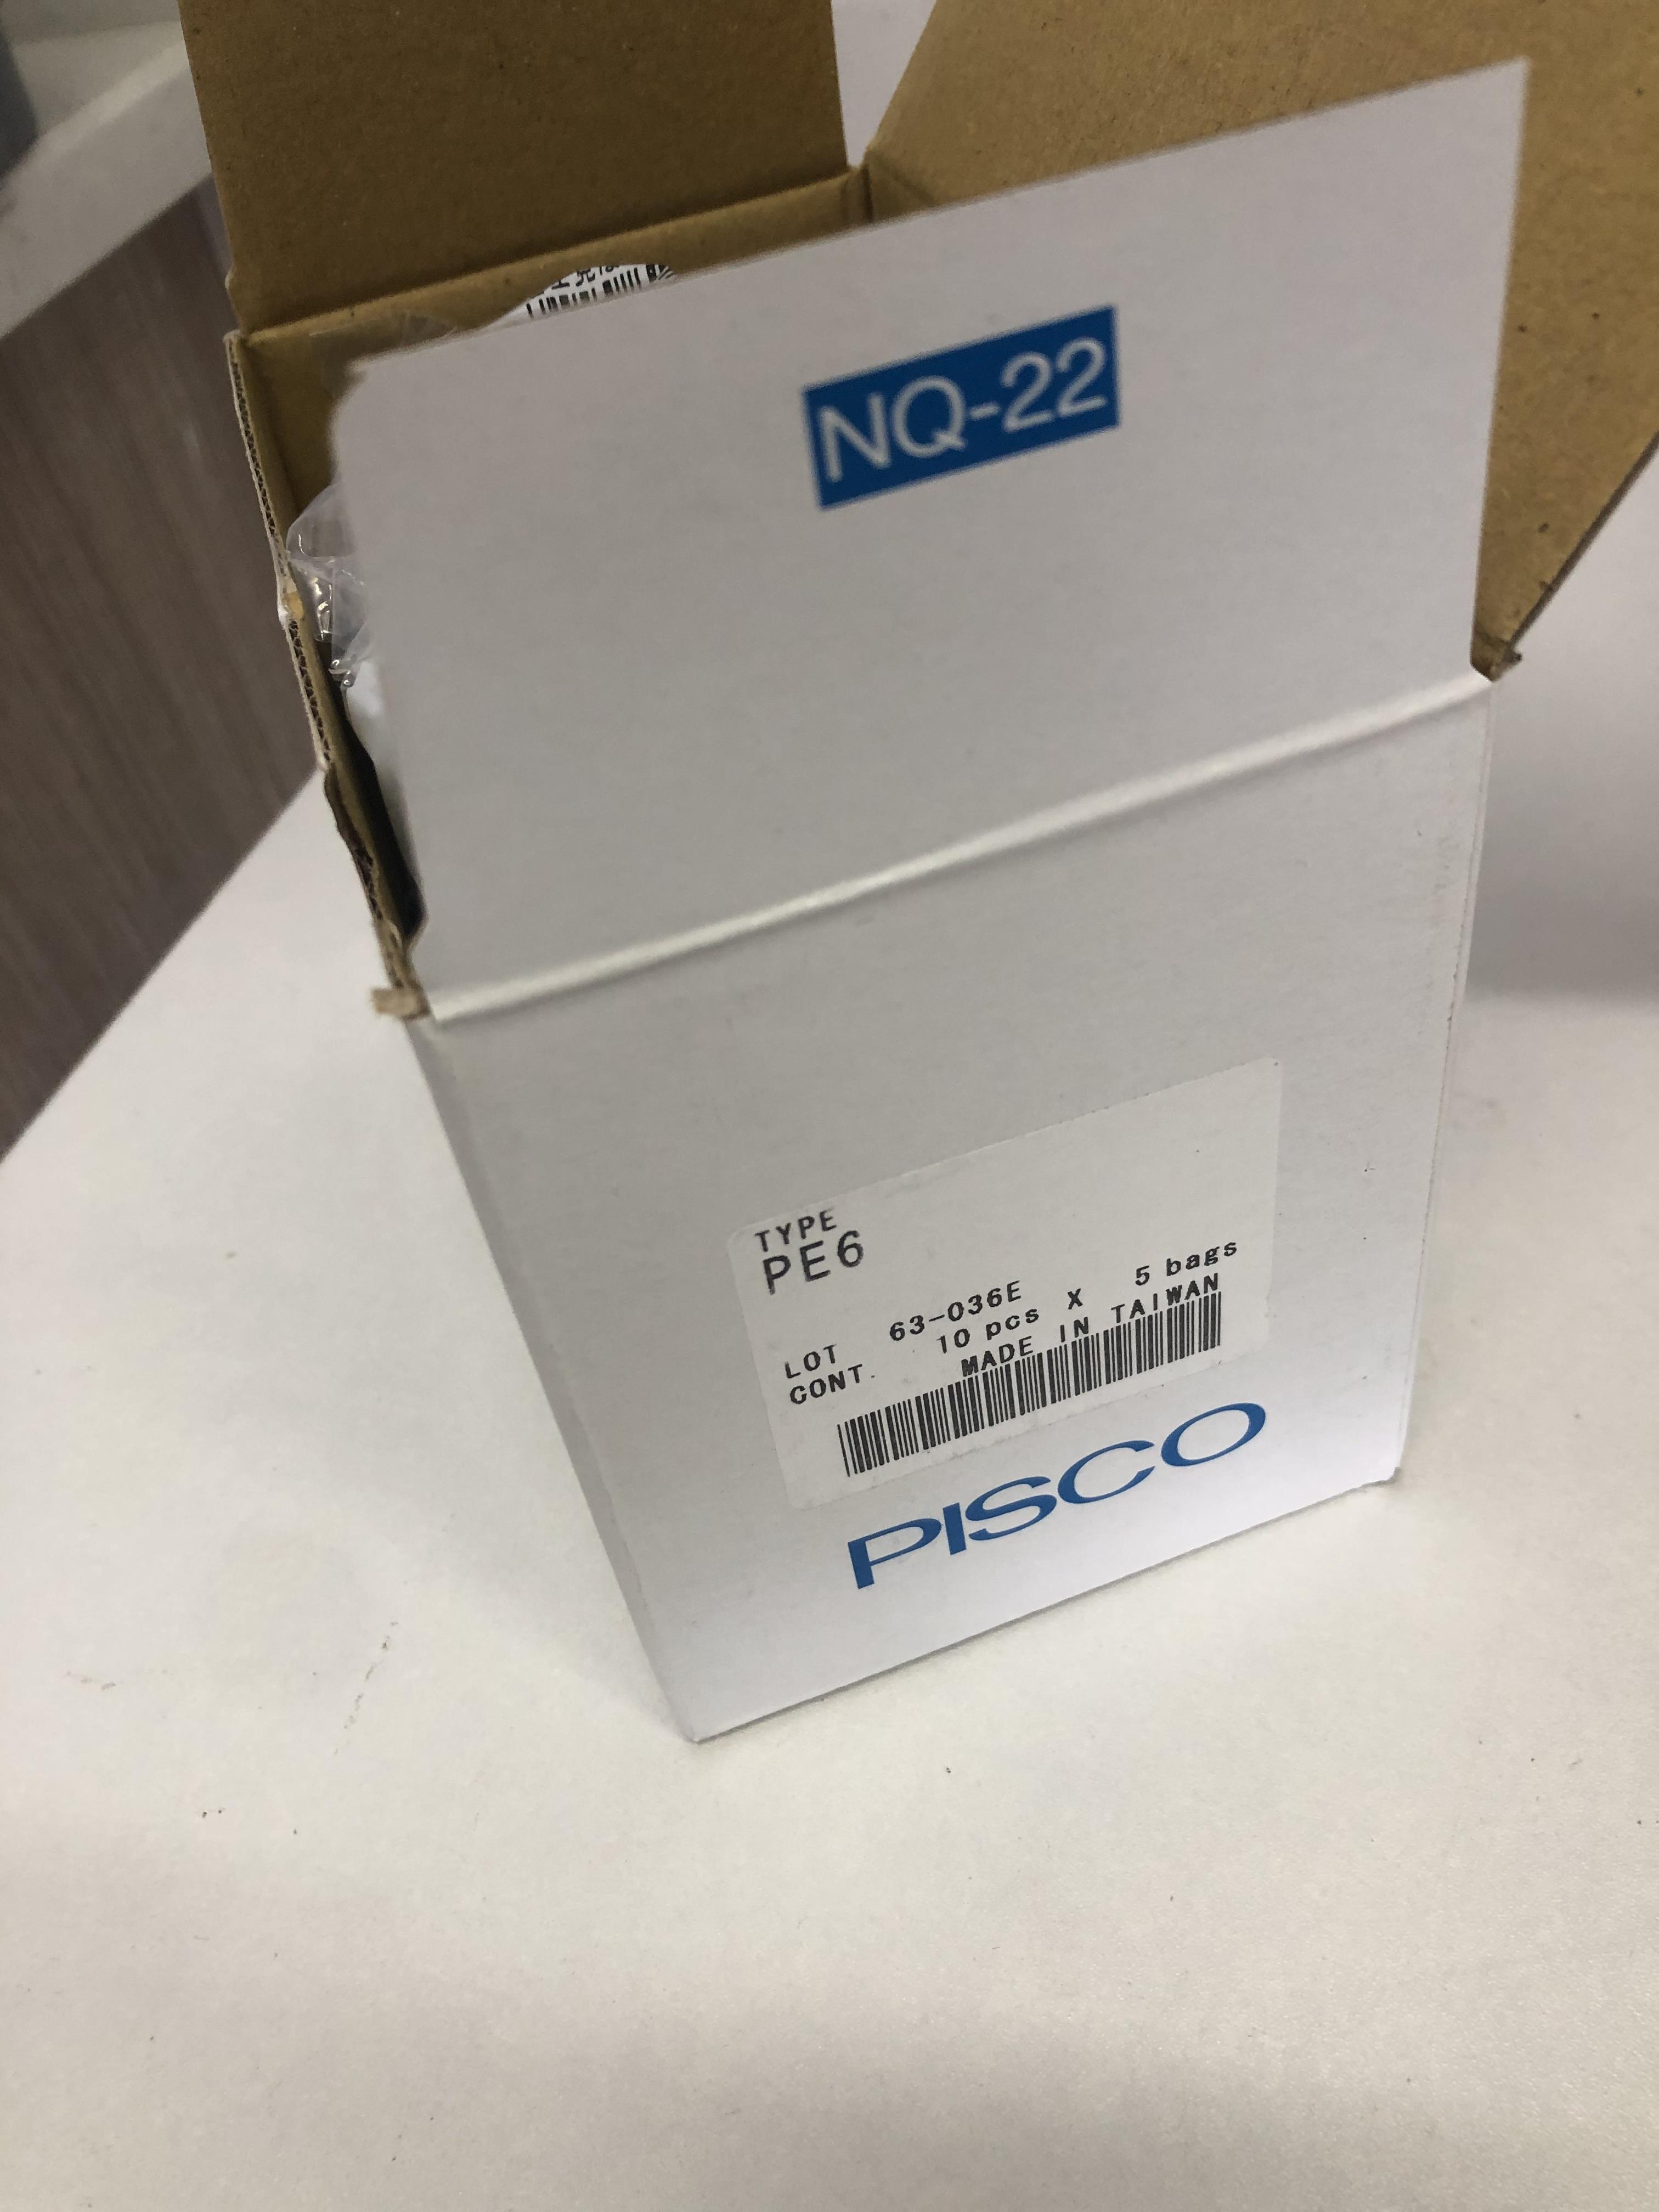 NQ-22
TYPE
PE6
LOT 63-036E
CONT. 10 pcs X 5 bags
MADE IN TAIWAN
PISCO